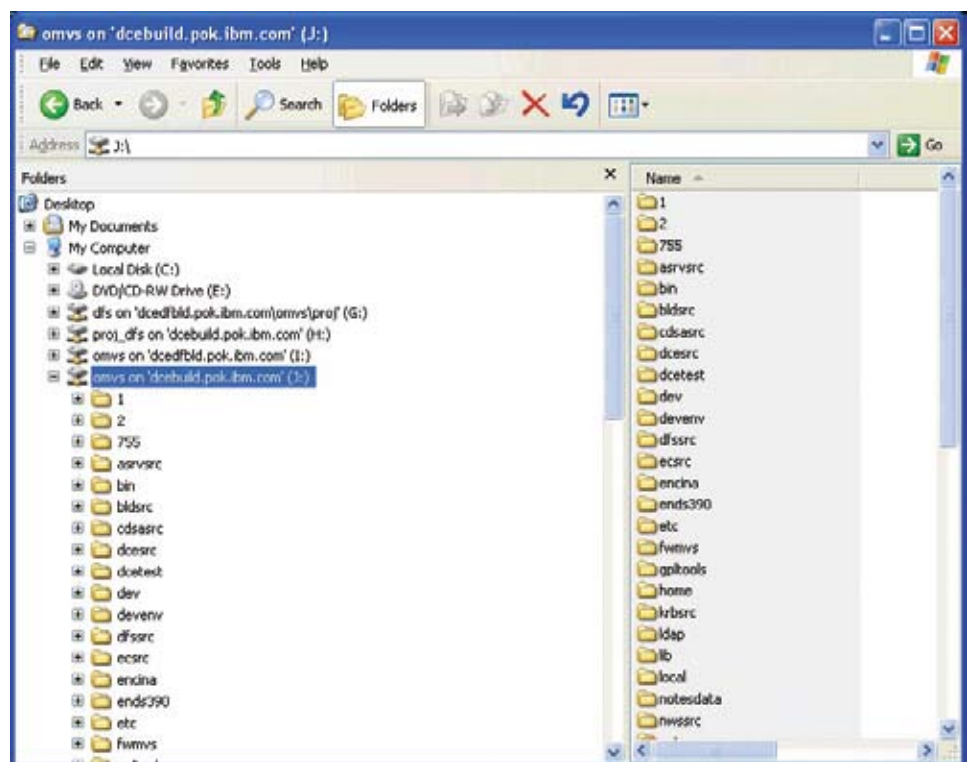 omvs on 'dcebuild.pok.ibm.com' (J:)
File Edit View Favorites Tools Help
Back Search Folders
Address J:\ Go
Folders
Desktop
My Documents
My Computer
Local Disk (C:)
DVD/CD-RW Drive (E:)
dfs on 'dcedfbld.pok.ibm.com\omvs\proj' (G:)
proj_dfs on 'dcebuild.pok.ibm.com' (H:)
omvs on 'dcedfbld.pok.ibm.com' (I:)
omvs on 'dcebuild.pok.ibm.com' (J:)
1
2
755
asrvsrc
bin
bldsrc
cdsasrc
dcesrc
dcetest
dev
devenv
dfssrc
ecsrc
encina
ends390
etc
fwmvs
Name
1
2
755
asrvsrc
bin
bldsrc
cdsasrc
dcesrc
dcetest
dev
devenv
dfssrc
ecsrc
encina
ends390
etc
fwmvs
gpltools
home
krbsrc
ldap
lib
local
notesdata
nwssrc